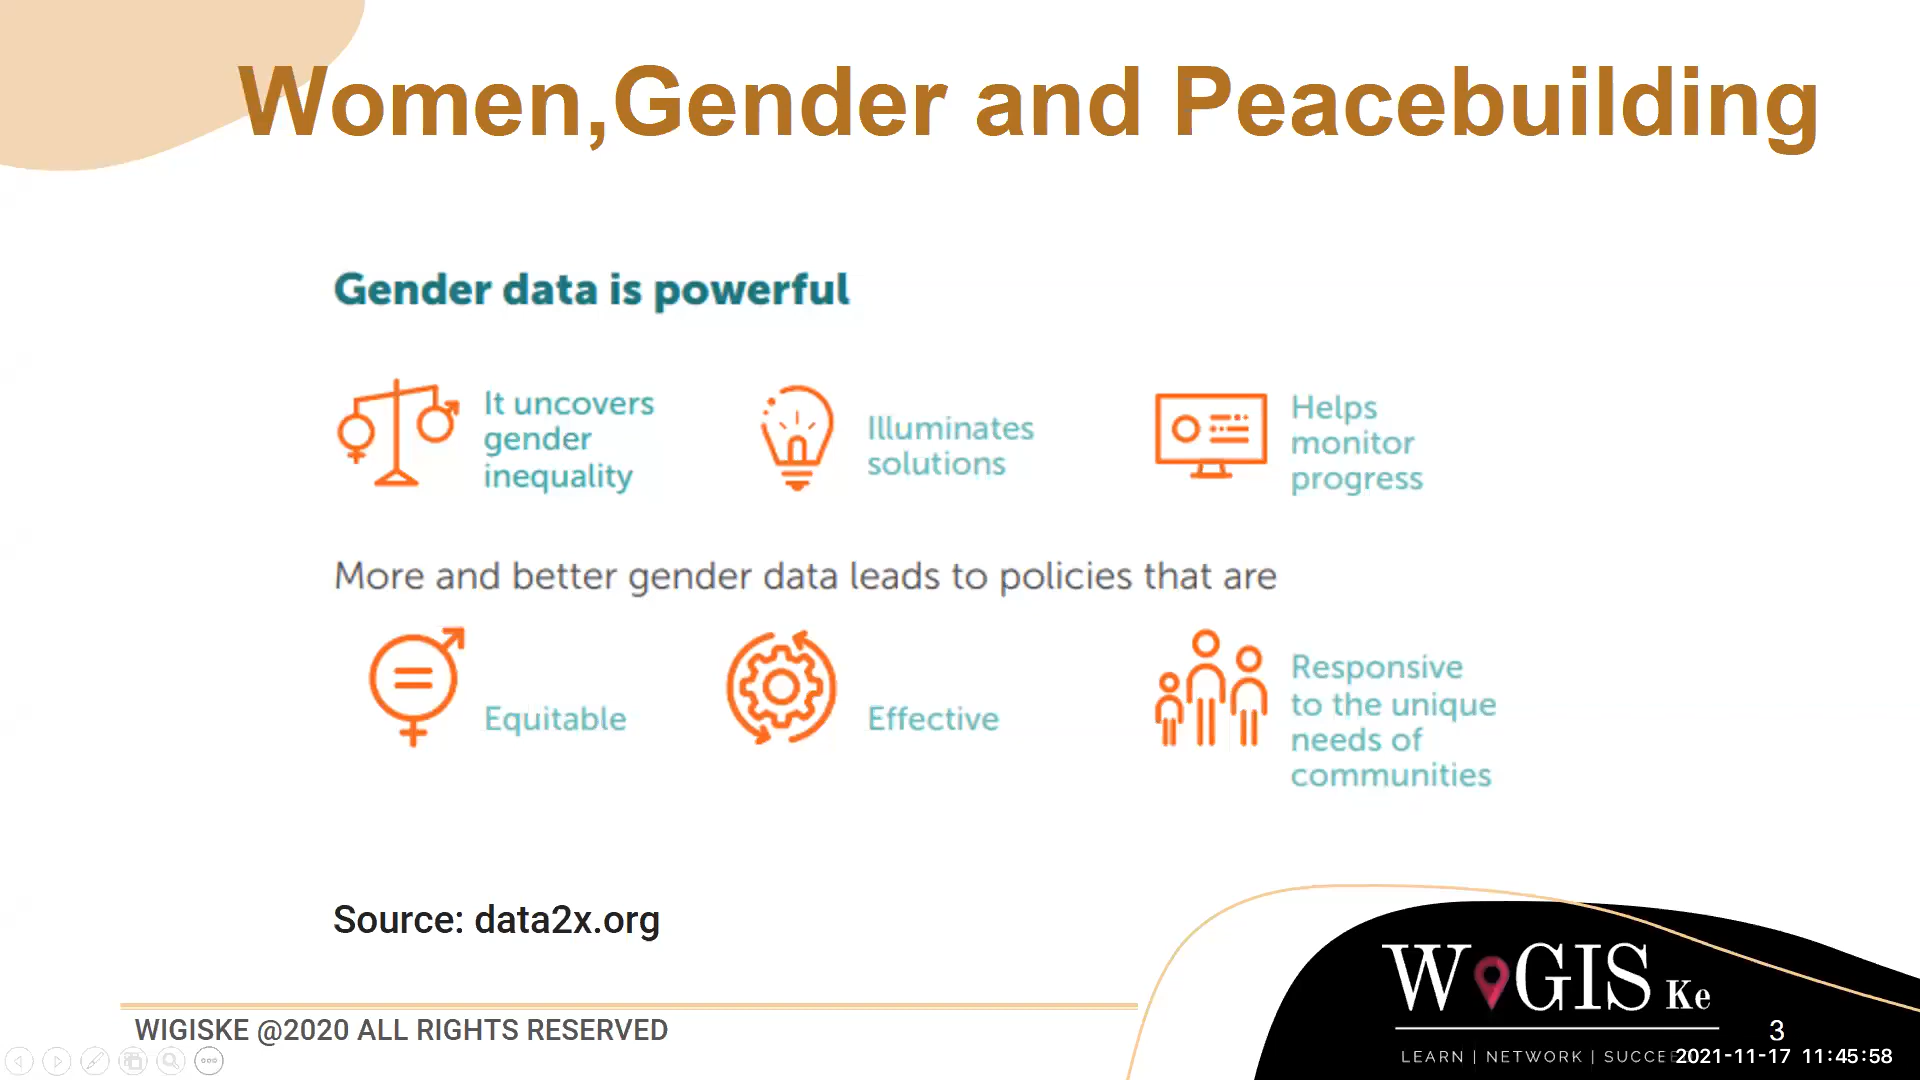 Women,Gender and Peacebuilding
Gender data is powerful
It uncovers
gender
inequality
Illuminates
solutions
Helps
monitor
progress
More and better gender data leads to policies that are
Equitable
Effective
Responsive
to the unique
needs of
communities
Source: data2x.org
WIGISKE @2020 ALL RIGHTS RESERVED
WiGIS Ke
LEARN | NETWORK |
3
2021-11-17 11:45:58